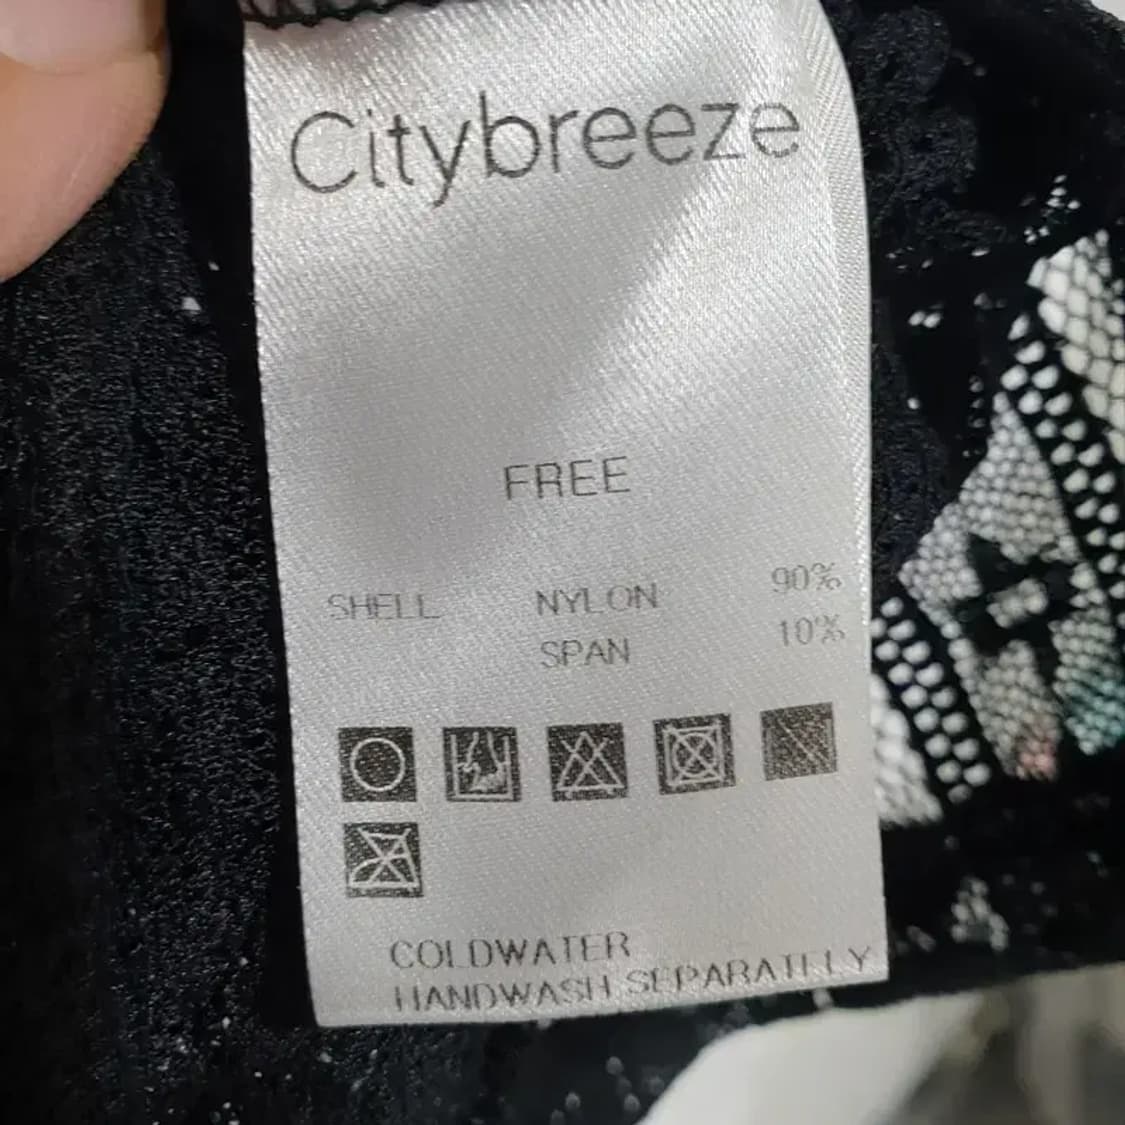 Citybreeze
FREE
SHELL NYLON 90%
SPAN 10%
COLDWATER
HANDWASH SEPARATELY